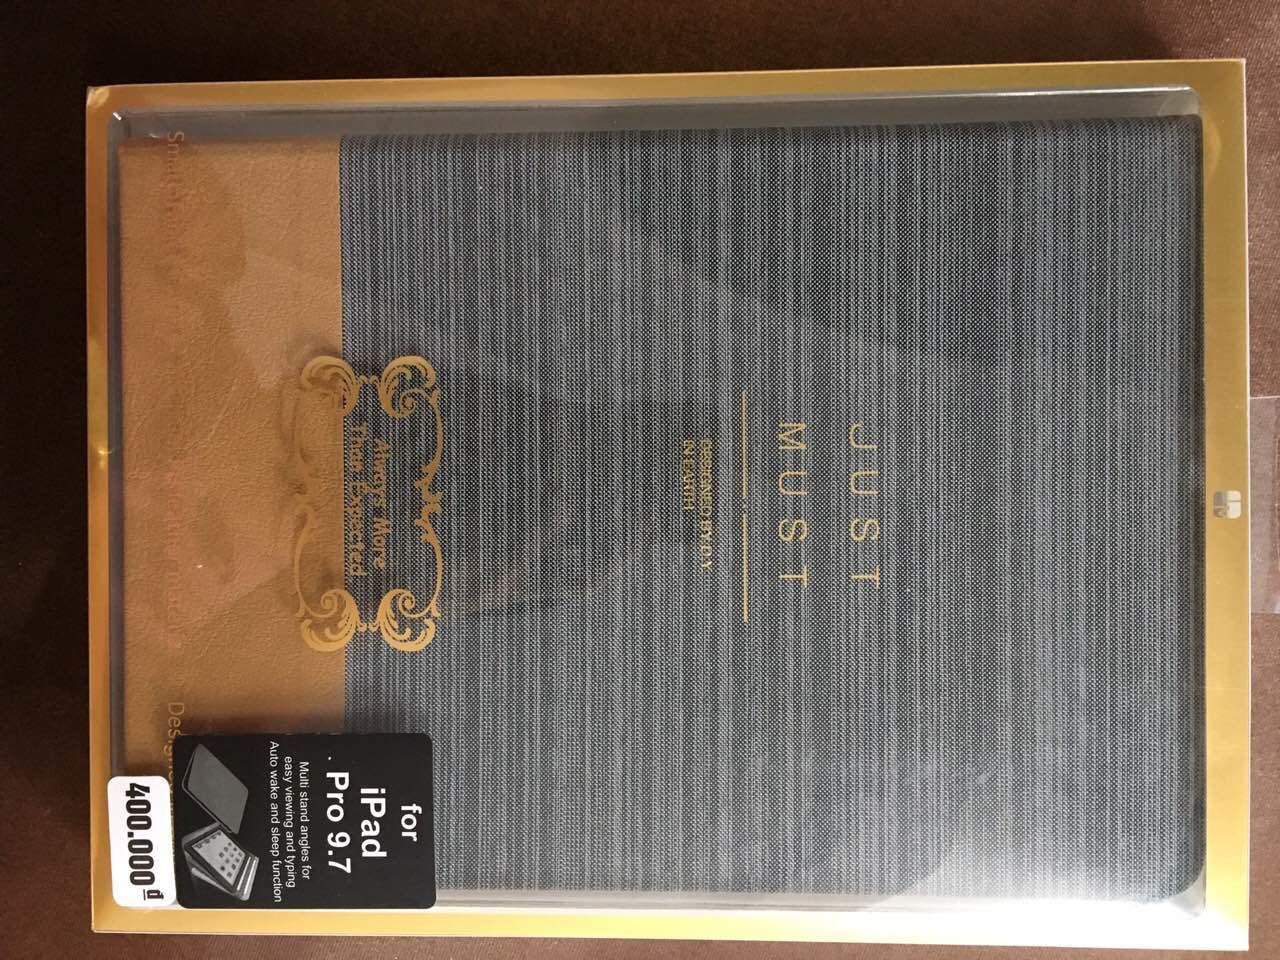 JUST
MUST
DESIGNED BY DY
IN EARTH
Always More
Than Expected
for
iPad
Pro 9.7
Multi stand angles for
easy viewing and typing
Auto wake and sleep function
400.000₫